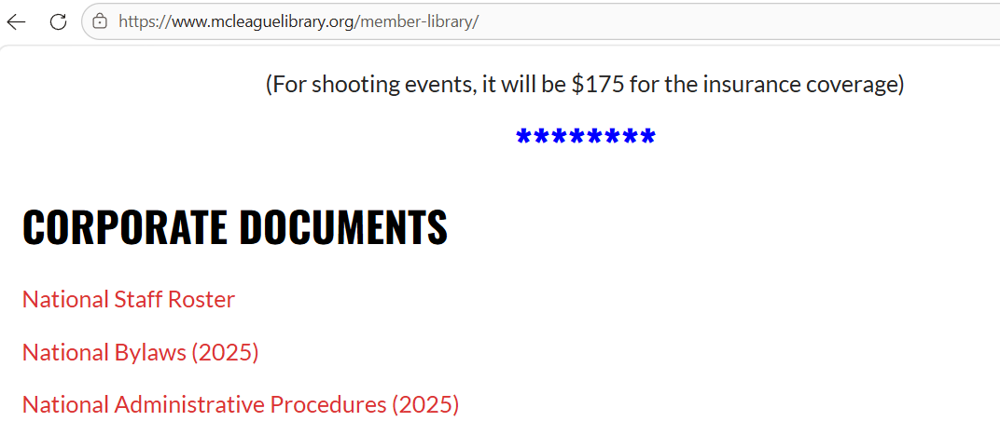 https://www.mcleaguelibrary.org/member-library/
(For shooting events, it will be $175 for the insurance coverage)
********
CORPORATE DOCUMENTS
National Staff Roster
National Bylaws (2025)
National Administrative Procedures (2025)